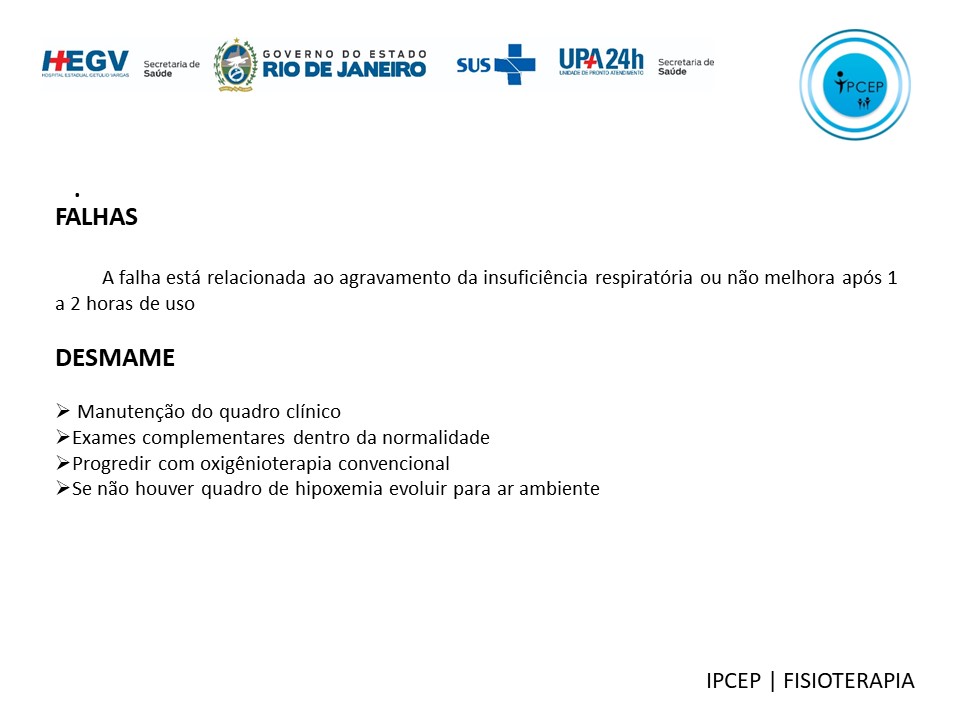 HEGV
HOSPITAL ESTADUAL GETÚLIO VARGAS
Secretaria de
Saúde
GOVERNO DO ESTADO
RIO DE JANEIRO
SUS
UPA 24h
UNIDADE DE PRONTO ATENDIMENTO
Secretaria de
Saúde
IPCEP
.
FALHAS
A falha está relacionada ao agravamento da insuficiência respiratória ou não melhora após 1
a 2 horas de uso
DESMAME
➢ Manutenção do quadro clínico
➢Exames complementares dentro da normalidade
➢Progredir com oxigênioterapia convencional
➢Se não houver quadro de hipoxemia evoluir para ar ambiente
IPCEP | FISIOTERAPIA